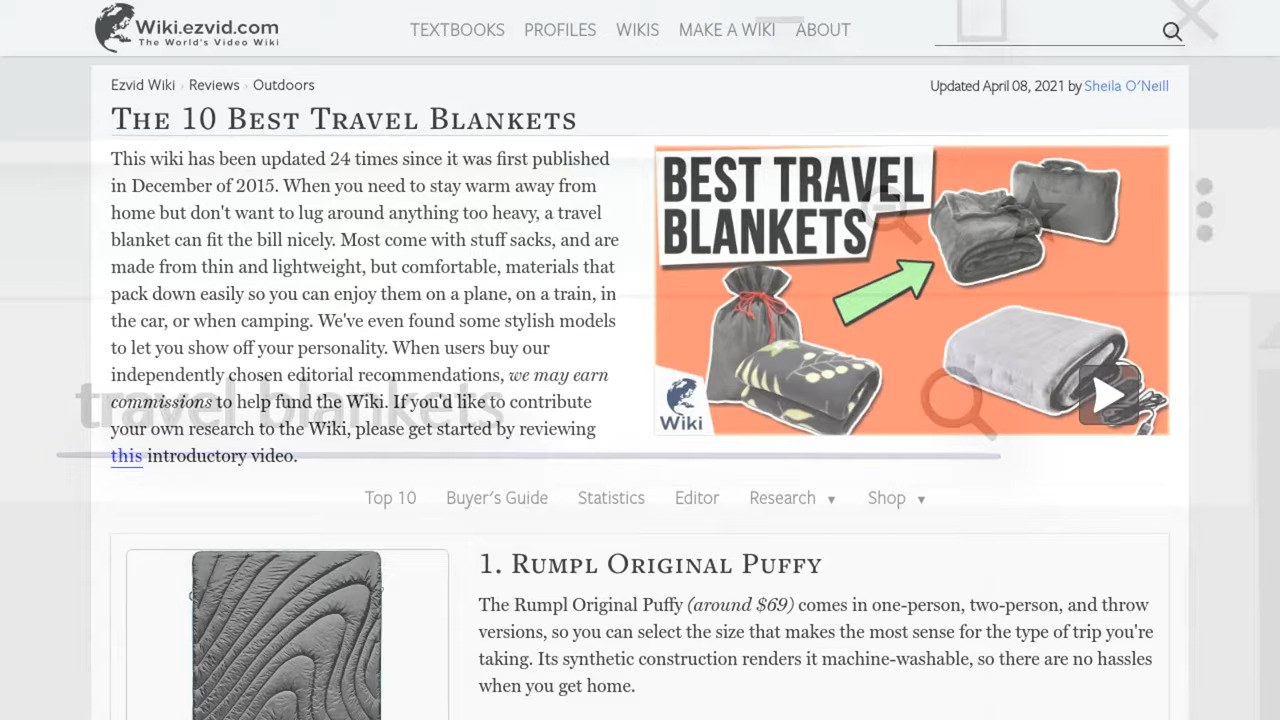 Wiki.ezvid.com
The World's Video Wiki
TEXTBOOKS PROFILES WIKIS MAKE A WIKI ABOUT
Ezvid Wiki › Reviews › Outdoors
Updated April 08, 2021 by Sheila O'Neill
The 10 Best Travel Blankets
This wiki has been updated 24 times since it was first published
in December of 2015. When you need to stay warm away from
home but don't want to lug around anything too heavy, a travel
blanket can fit the bill nicely. Most come with stuff sacks, and are
made from thin and lightweight, but comfortable, materials that
pack down easily so you can enjoy them on a plane, on a train, in
the car, or when camping. We've even found some stylish models
to let you show off your personality. When users buy our
independently chosen editorial recommendations, we may earn
commissions to help fund the Wiki. If you'd like to contribute
your own research to the Wiki, please get started by reviewing
this introductory video.
BEST TRAVEL
BLANKETS
Wiki
travel blankets
Top 10 Buyer's Guide Statistics Editor Research ▼ Shop ▼
1. Rumpl Original Puffy
The Rumpl Original Puffy (around $69) comes in one-person, two-person, and throw
versions, so you can select the size that makes the most sense for the type of trip you're
taking. Its synthetic construction renders it machine-washable, so there are no hassles
when you get home.